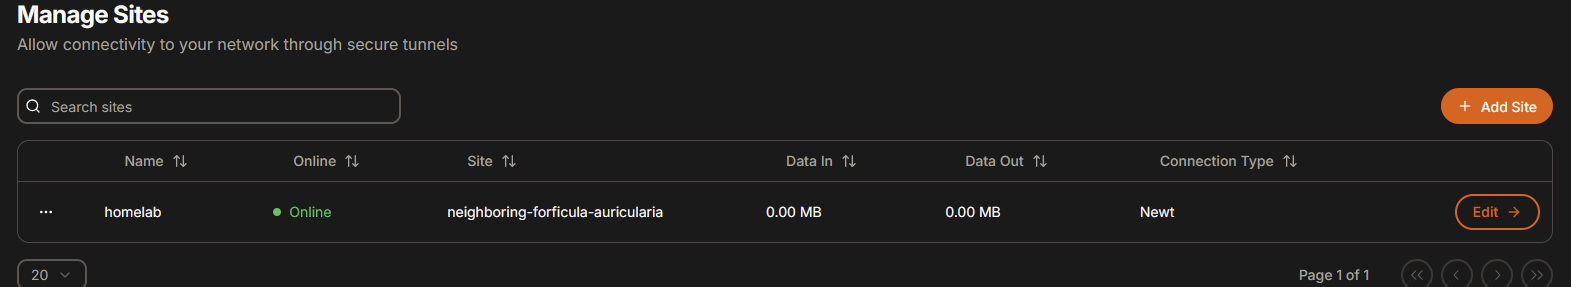 Manage Sites
Allow connectivity to your network through secure tunnels
Search sites
+ Add Site
Name Online Site Data In Data Out Connection Type
... homelab Online neighboring-forficula-auricularia 0.00 MB 0.00 MB Newt Edit →
20 Page 1 of 1